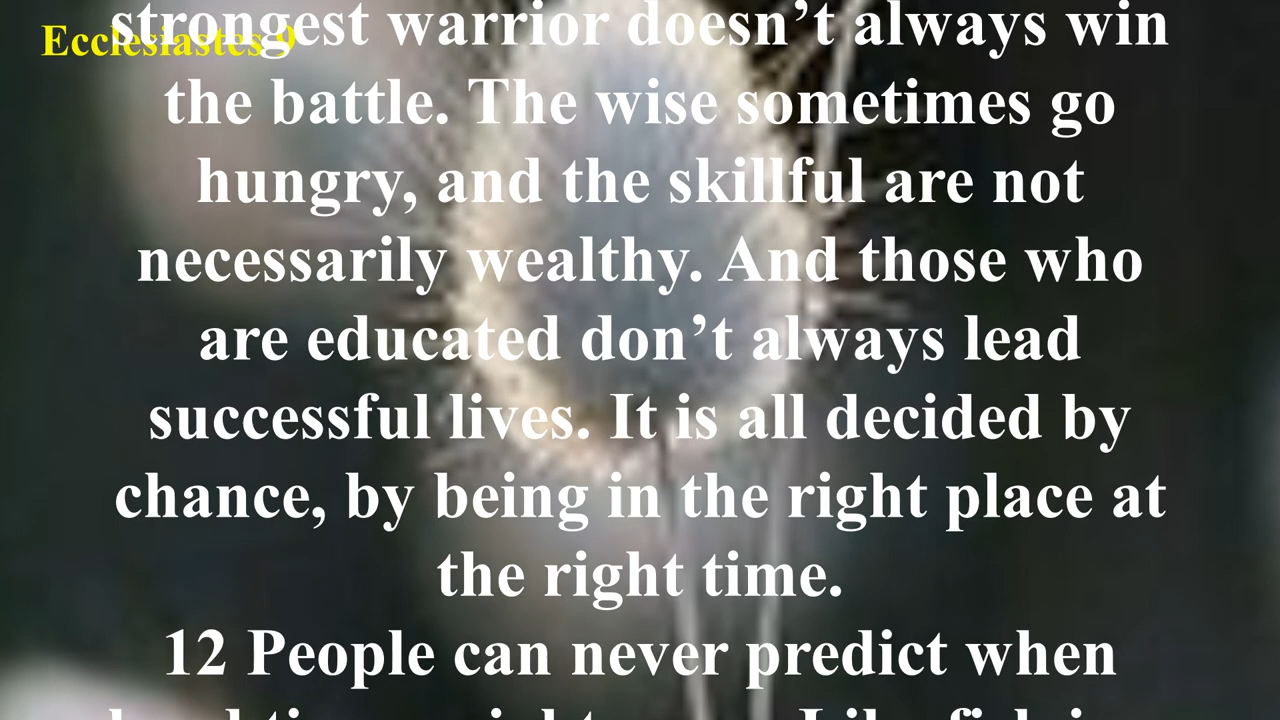 Ecclesiastes 9
strongest warrior doesn’t always win
the battle. The wise sometimes go
hungry, and the skillful are not
necessarily wealthy. And those who
are educated don’t always lead
successful lives. It is all decided by
chance, by being in the right place at
the right time.
12 People can never predict when